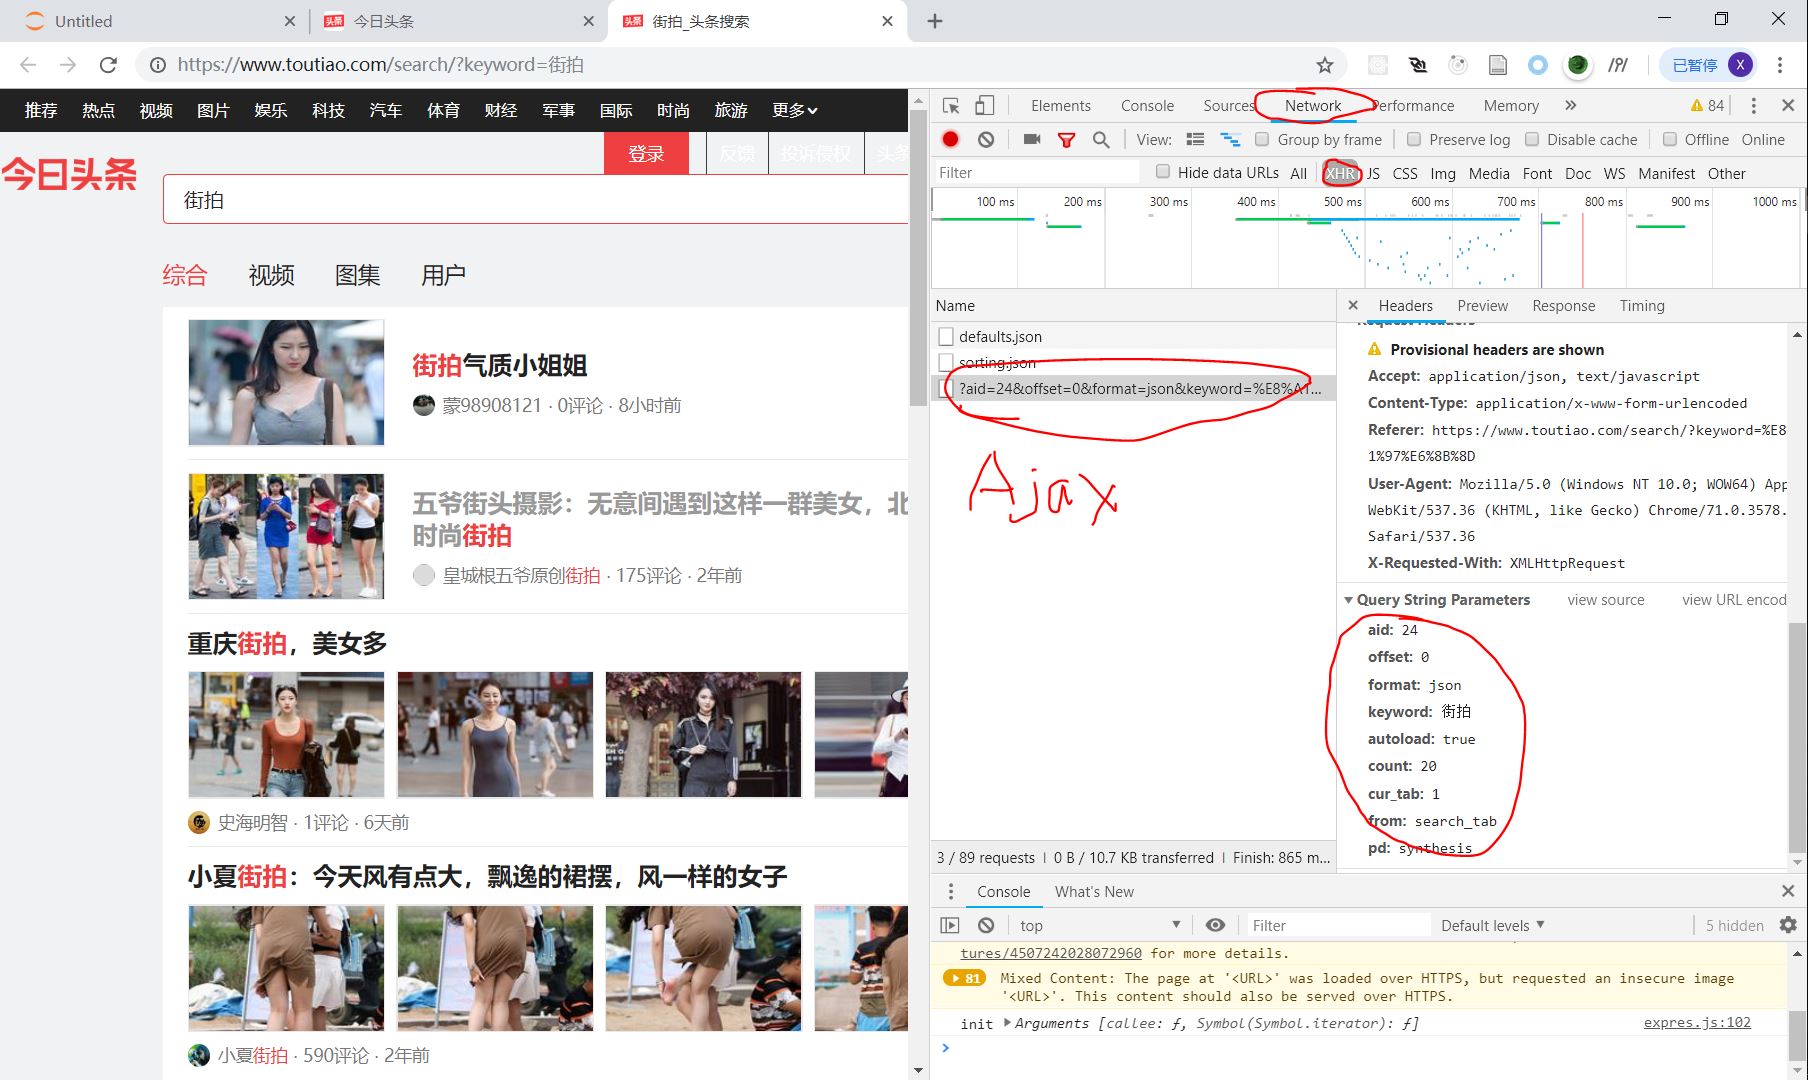 Untitled
今日头条
街拍_头条搜索
https://www.toutiao.com/search/?keyword=街拍
已暂停 X
推荐 热点 视频 图片 娱乐 科技 汽车 体育 财经 军事 国际 时尚 旅游 更多
登录 反馈 投诉侵权 头条
今日头条
街拍
综合 视频 图集 用户
街拍气质小姐姐
蒙98908121 · 0评论 · 8小时前
五爷街头摄影：无意间遇到这样一群美女，北
时尚街拍
皇城根五爷原创街拍 · 175评论 · 2年前
重庆街拍，美女多
史海明智 · 1评论 · 6天前
小夏街拍：今天风有点大，飘逸的裙摆，风一样的女子
小夏街拍 · 590评论 · 2年前
Elements Console Sources Network Performance Memory » 84
View: Group by frame Preserve log Disable cache Offline Online
Filter Hide data URLs All XHR JS CSS Img Media Font Doc WS Manifest Other
100 ms 200 ms 300 ms 400 ms 500 ms 600 ms 700 ms 800 ms 900 ms 1000 ms
Name
defaults.json
sorting.json
?aid=24&offset=0&format=json&keyword=%E8%A1...
Ajax
3 / 89 requests | 0 B / 10.7 KB transferred | Finish: 865 m...
Headers Preview Response Timing
Request Headers
Provisional headers are shown
Accept: application/json, text/javascript
Content-Type: application/x-www-form-urlencoded
Referer: https://www.toutiao.com/search/?keyword=%E8
1%97%E6%8B%8D
User-Agent: Mozilla/5.0 (Windows NT 10.0; WOW64) App
WebKit/537.36 (KHTML, like Gecko) Chrome/71.0.3578.
Safari/537.36
X-Requested-With: XMLHttpRequest
Query String Parameters view source view URL encod
aid: 24
offset: 0
format: json
keyword: 街拍
autoload: true
count: 20
cur_tab: 1
from: search_tab
pd: synthesis
Console What's New
top Filter Default levels 5 hidden
tures/4507242028072960 for more details.
81 Mixed Content: The page at '<URL>' was loaded over HTTPS, but requested an insecure image
'<URL>'. This content should also be served over HTTPS.
init Arguments [callee: ƒ, Symbol(Symbol.iterator): ƒ] expres.js:102